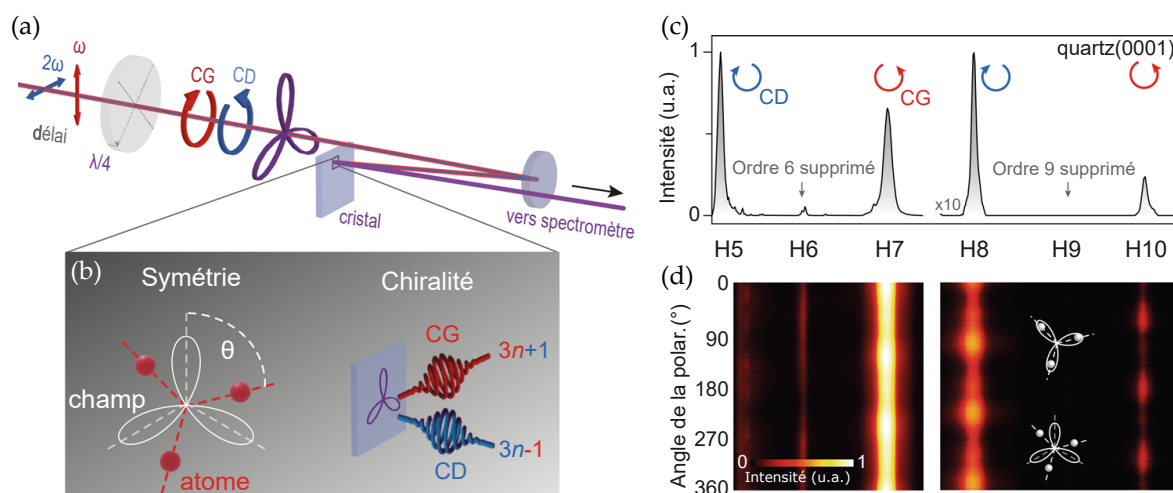 (a)
ω
2ω
CG
CD
délai
λ/4
cristal
vers spectromètre
(b)
Symétrie
Chiralité
θ
champ
atome
CG
3n+1
3n-1
CD
(c)
quartz(0001)
Intensité (u.a.)
1
0
CD
CG
Ordre 6 supprimé
Ordre 9 supprimé
x10
H5 H6 H7 H8 H9 H10
(d)
Angle de la polar.(°)
0
90
180
270
360
0 1
Intensité (u.a.)